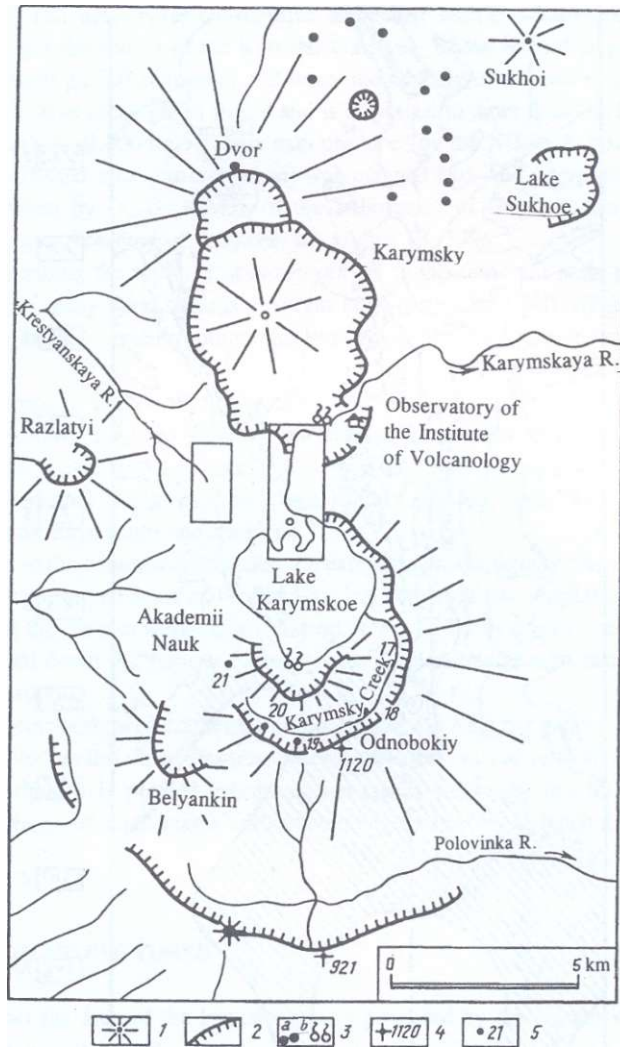 Sukhoi
Dvor
Lake
Sukhoe
Karymsky
Krestyanskaya R.
Karymskaya R.
Razlatyi
Observatory of
the Institute
of Volcanology
Lake
Karymskoe
Akademii
Nauk
21
17
20
Karymsky Creek
18
19
Odnobokiy
1120
Belyankin
Polovinka R.
921
0
5 km
1
2
a b 3
1120 4
21 5